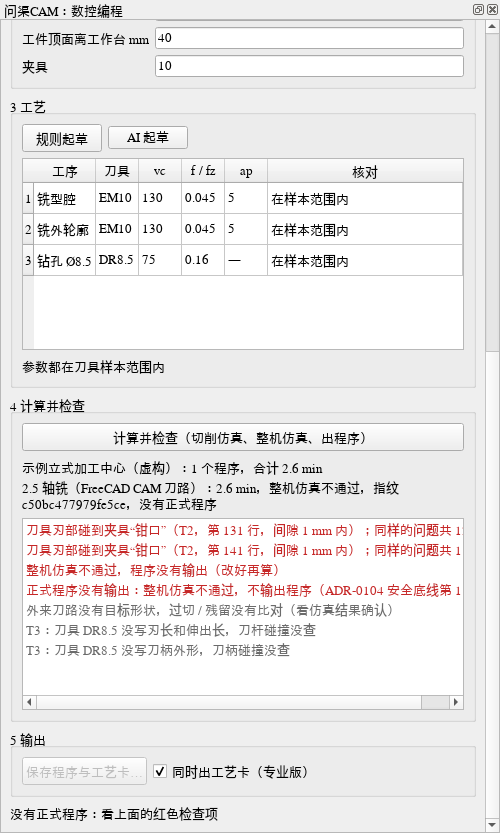 问渠CAM：数控编程
工件顶面离工作台 mm 40
夹具 10
3 工艺
规则起草 AI 起草
工序 刀具 vc f / fz ap 核对
1 铣型腔 EM10 130 0.045 5 在样本范围内
2 铣外轮廓 EM10 130 0.045 5 在样本范围内
3 钻孔 Ø8.5 DR8.5 75 0.16 — 在样本范围内
参数都在刀具样本范围内
4 计算并检查
计算并检查（切削仿真、整机仿真、出程序）
示例立式加工中心（虚构）：1 个程序，合计 2.6 min
2.5 轴铣（FreeCAD CAM 刀路）：2.6 min，整机仿真不通过，指纹
c50bc477979fe5ce，没有正式程序
刀具刃部碰到夹具“钳口”（T2，第 131 行，间隙 1 mm 内）；同样的问题共 1
刀具刃部碰到夹具“钳口”（T2，第 141 行，间隙 1 mm 内）；同样的问题共 1
整机仿真不通过，程序没有输出（改好再算）
正式程序没有输出：整机仿真不通过，不输出程序（ADR-0104 安全底线第 1
外来刀路没有目标形状，过切 / 残留没有比对（看仿真结果确认）
T3：刀具 DR8.5 没写刃长和伸出长，刀杆碰撞没查
T3：刀具 DR8.5 没写刀柄外形，刀柄碰撞没查
5 输出
保存程序与工艺卡… 同时出工艺卡（专业版）
没有正式程序：看上面的红色检查项